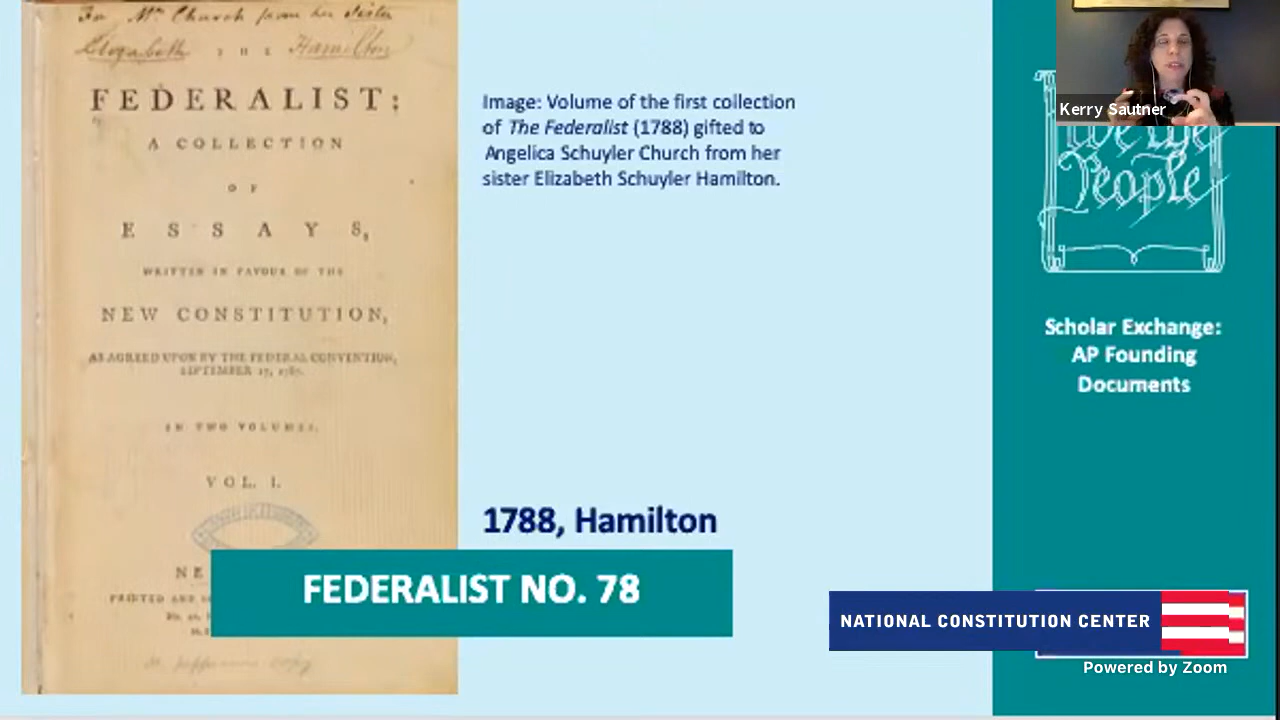 For Mrs. Church from her Sister
Elizabeth Hamilton
THE
FEDERALIST;
A COLLECTION
OF
ESSAYS,
WRITTEN IN FAVOUR OF THE
NEW CONSTITUTION,
AS AGREED UPON BY THE FEDERAL CONVENTION,
SEPTEMBER 17, 1787.
IN TWO VOLUMES.
VOL. I.
NE
PRINTED AND
Image: Volume of the first collection
of The Federalist (1788) gifted to
Angelica Schuyler Church from her
sister Elizabeth Schuyler Hamilton.
1788, Hamilton
FEDERALIST NO. 78
Kerry Sautner
We the
People
Scholar Exchange:
AP Founding
Documents
NATIONAL CONSTITUTION CENTER
Powered by Zoom